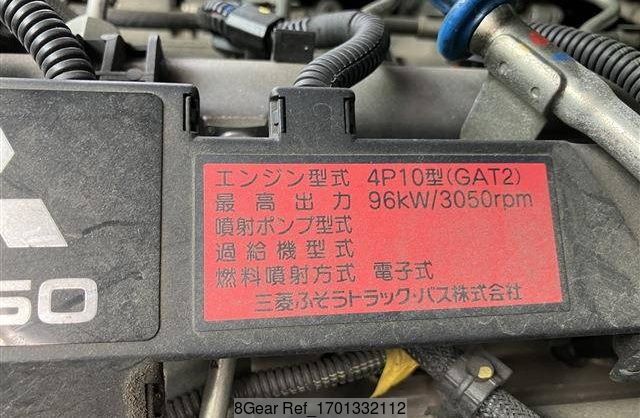 エンジン型式 4P10型(GAT2)
最高出力 96kW/3050rpm
噴射ポンプ型式
過給機型式
燃料噴射方式 電子式
三菱ふそうトラック・バス株式会社
50
8Gear Ref_1701332112